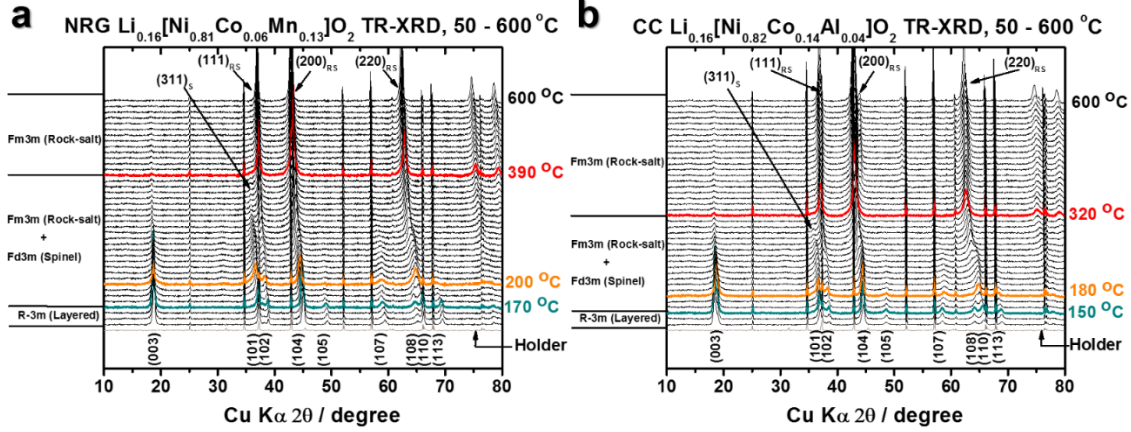 a NRG Li0.16[Ni0.81Co0.06Mn0.13]O2 TR-XRD, 50 - 600 °C
(311)S
(111)RS
(200)RS
(220)RS
600 °C
Fm3m (Rock-salt)
390 °C
Fm3m (Rock-salt)
+
Fd3m (Spinel)
200 °C
170 °C
R-3m (Layered)
(003)
(101)
(102)
(104)
(105)
(107)
(108)
(110)
(113)
Holder
10 20 30 40 50 60 70 80
Cu Kα 2θ / degree
b CC Li0.16[Ni0.82Co0.14Al0.04]O2 TR-XRD, 50 - 600 °C
(311)S
(111)RS
(200)RS
(220)RS
600 °C
Fm3m (Rock-salt)
320 °C
Fm3m (Rock-salt)
+
Fd3m (Spinel)
180 °C
150 °C
R-3m (Layered)
(003)
(101)
(102)
(104)
(105)
(107)
(108)
(110)
(113)
Holder
10 20 30 40 50 60 70 80
Cu Kα 2θ / degree